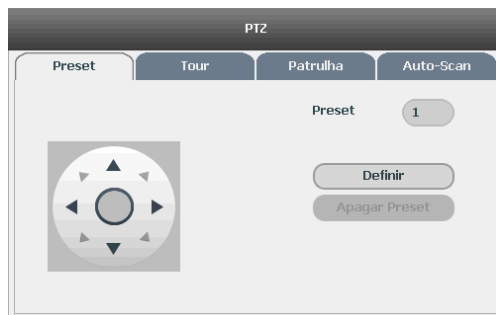 PTZ
Preset Tour Patrulha Auto-Scan
Preset 1
Definir
Apagar Preset